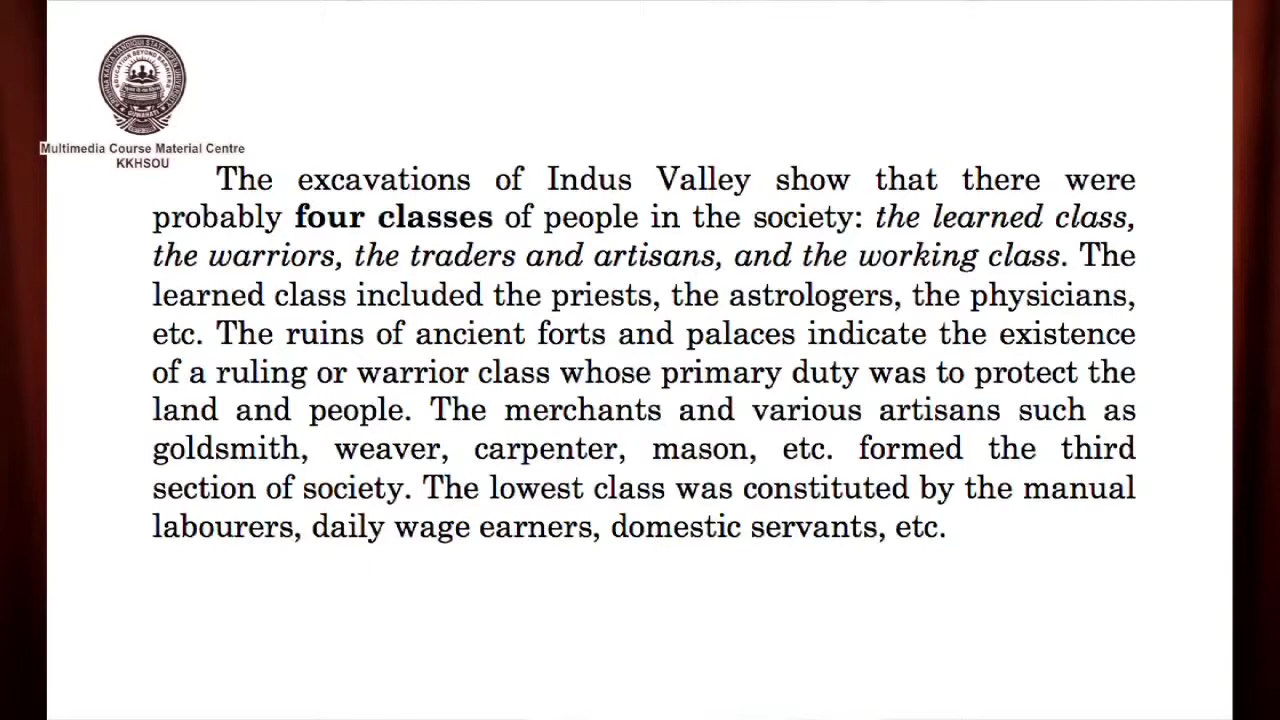 Multimedia Course Material Centre
KKHSOU
The excavations of Indus Valley show that there were
probably four classes of people in the society: the learned class,
the warriors, the traders and artisans, and the working class. The
learned class included the priests, the astrologers, the physicians,
etc. The ruins of ancient forts and palaces indicate the existence
of a ruling or warrior class whose primary duty was to protect the
land and people. The merchants and various artisans such as
goldsmith, weaver, carpenter, mason, etc. formed the third
section of society. The lowest class was constituted by the manual
labourers, daily wage earners, domestic servants, etc.